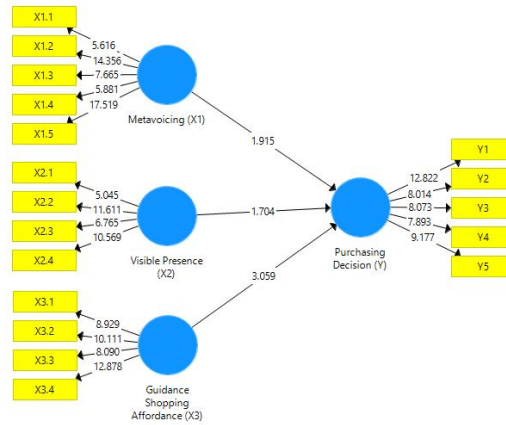 X1.1
5.616
X1.2
14.356
X1.3
7.665
X1.4
5.881
X1.5
17.519
Metavoicing (X1)
1.915
X2.1
5.045
X2.2
11.611
X2.3
6.765
X2.4
10.569
Visible Presence
(X2)
1.704
X3.1
8.929
X3.2
10.111
X3.3
8.090
X3.4
12.878
Guidance
Shopping
Affordance (X3)
3.059
Purchasing
Decision (Y)
Y1
12.822
Y2
8.014
Y3
8.073
Y4
7.893
Y5
9.177